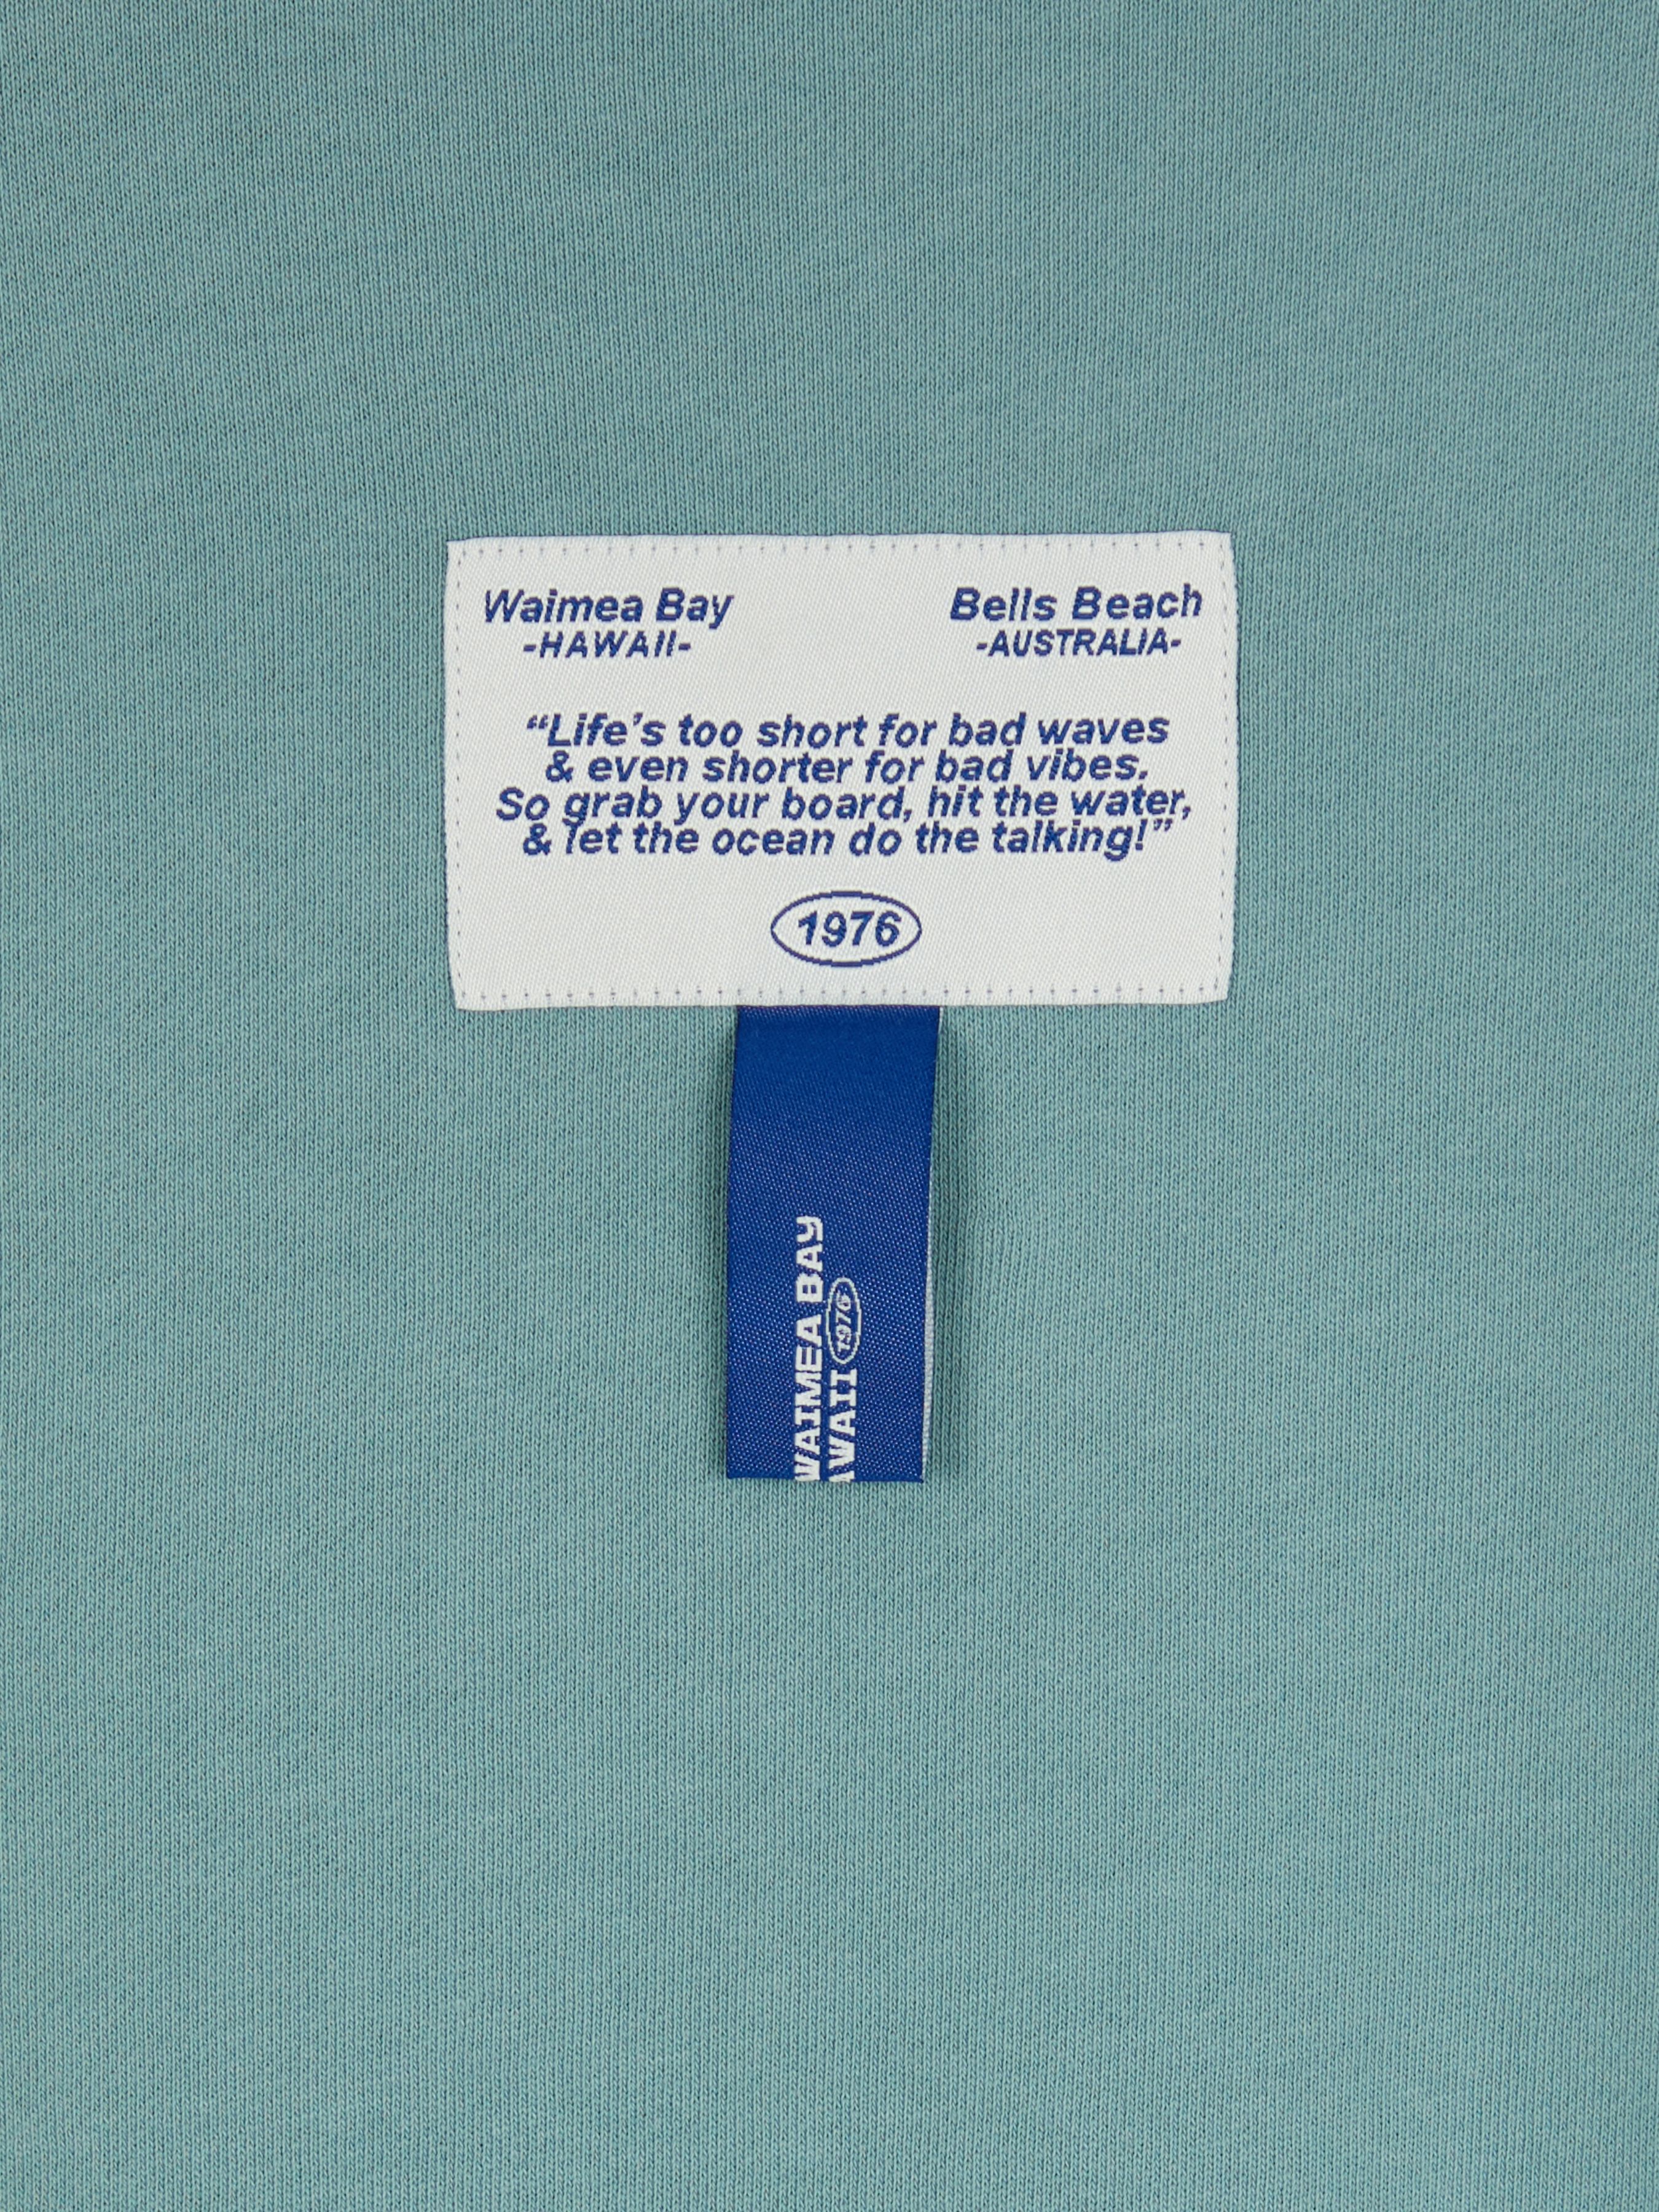 Waimea Bay
-HAWAII-
Bells Beach
-AUSTRALIA-
“Life’s too short for bad waves
& even shorter for bad vibes.
So grab your board, hit the water,
& let the ocean do the talking!”
1976
WAIMEA BAY
WAII 1976